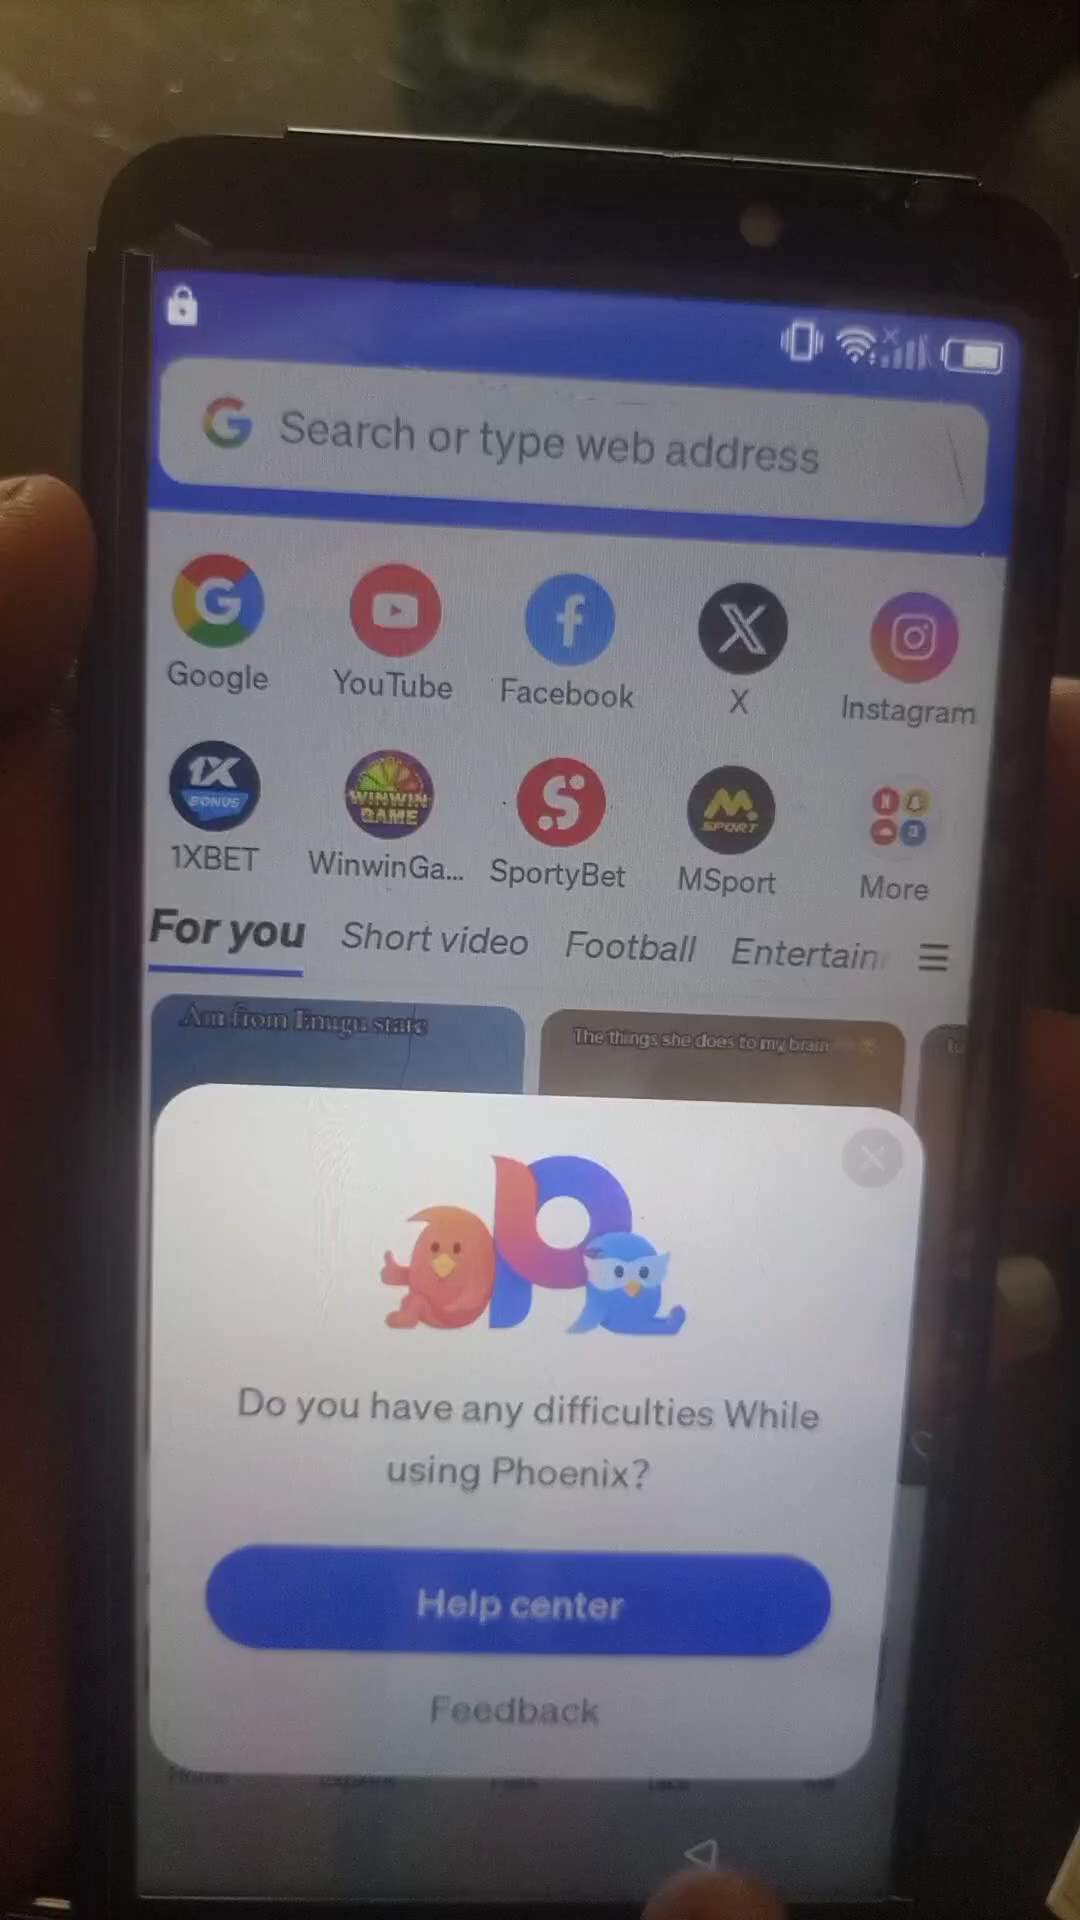 Search or type web address
Google
YouTube
Facebook
X
Instagram
1X
BONUS
WINWIN
GAME
M
SPORT
1XBET
WinwinGa...
SportyBet
MSport
More
For you
Short video
Football
Entertain
Am from Enugu state
The things she does to my brain
Do you have any difficulties While
using Phoenix?
Help center
Feedback
Home